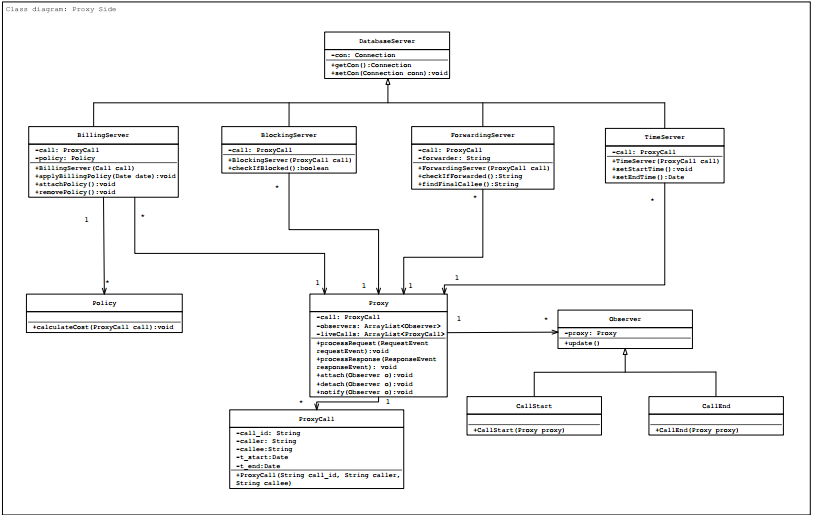 Class diagram: Proxy Side
DatabaseServer
-con: Connection
+getCon():Connection
+setCon(Connection conn):void
BillingServer
-call: ProxyCall
-policy: Policy
+BillingServer(Call call)
+applyBillingPolicy(Date date):void
+attachPolicy():void
+removePolicy():void
BlockingServer
-call: ProxyCall
+BlockingServer(ProxyCall call)
+checkIfBlocked():boolean
ForwardingServer
-call: ProxyCall
-forwarder: String
+ForwardingServer(ProxyCall call)
+checkIfForwarded():String
+findFinalCallee():String
TimeServer
-call: ProxyCall
+TimeServer(ProxyCall call)
+setStartTime():void
+setEndTime():Date
1
*
*
*
*
*
1
1
1
1
Policy
+calculateCost(ProxyCall call):void
Proxy
-call: ProxyCall
-observers: ArrayList<Observer>
-liveCalls: ArrayList<ProxyCall>
+processRequest(RequestEvent
requestEvent):void
+processResponse(ResponseEvent
responseEvent): void
+attach(Observer o):void
+detach(Observer o):void
+notify(Observer o):void
1
*
Observer
-proxy: Proxy
+update()
*
1
ProxyCall
-call_id: String
-caller: String
-callee:String
-t_start:Date
-t_end:Date
+ProxyCall(String call_id, String caller,
String callee)
CallStart
+CallStart(Proxy proxy)
CallEnd
+CallEnd(Proxy proxy)